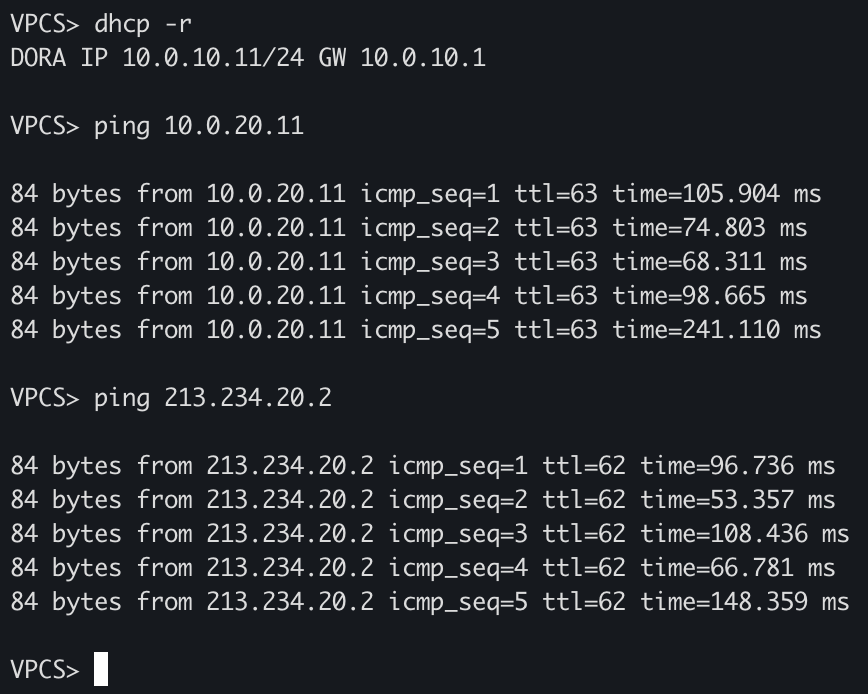 VPCS> dhcp -r
DORA IP 10.0.10.11/24 GW 10.0.10.1
VPCS> ping 10.0.20.11
84 bytes from 10.0.20.11 icmp_seq=1 ttl=63 time=105.904 ms
84 bytes from 10.0.20.11 icmp_seq=2 ttl=63 time=74.803 ms
84 bytes from 10.0.20.11 icmp_seq=3 ttl=63 time=68.311 ms
84 bytes from 10.0.20.11 icmp_seq=4 ttl=63 time=98.665 ms
84 bytes from 10.0.20.11 icmp_seq=5 ttl=63 time=241.110 ms
VPCS> ping 213.234.20.2
84 bytes from 213.234.20.2 icmp_seq=1 ttl=62 time=96.736 ms
84 bytes from 213.234.20.2 icmp_seq=2 ttl=62 time=53.357 ms
84 bytes from 213.234.20.2 icmp_seq=3 ttl=62 time=108.436 ms
84 bytes from 213.234.20.2 icmp_seq=4 ttl=62 time=66.781 ms
84 bytes from 213.234.20.2 icmp_seq=5 ttl=62 time=148.359 ms
VPCS>